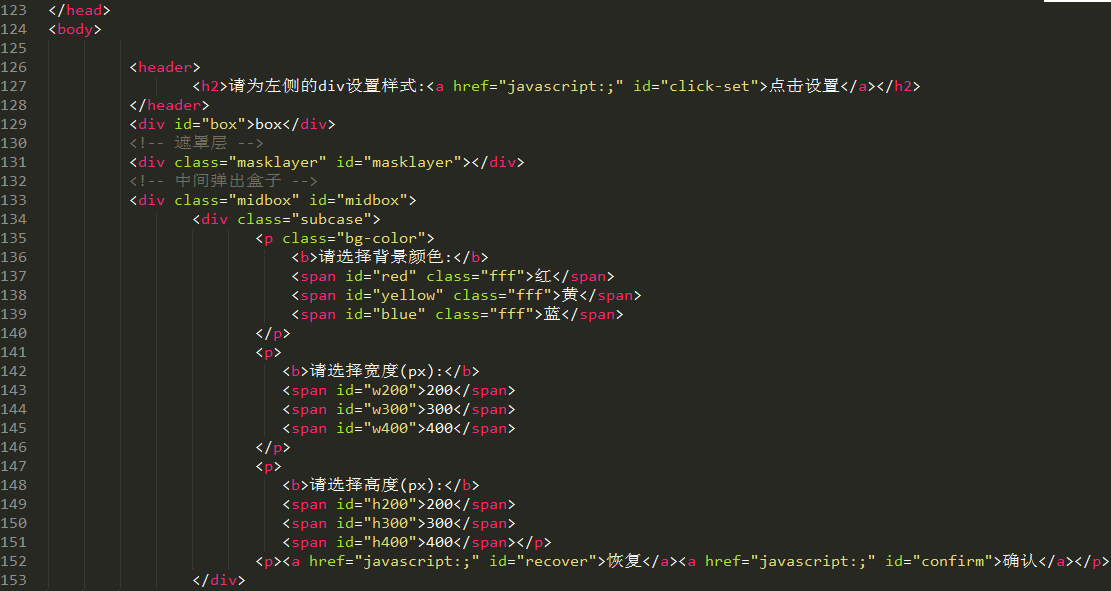 123 </head>
124 <body>
125
126 <header>
127 <h2>请为左侧的div设置样式:<a href="javascript:;" id="click-set">点击设置</a></h2>
128 </header>
129 <div id="box">box</div>
130 <!-- 遮罩层 -->
131 <div class="masklayer" id="masklayer"></div>
132 <!-- 中间弹出盒子 -->
133 <div class="midbox" id="midbox">
134 <div class="subcase">
135 <p class="bg-color">
136 <b>请选择背景颜色:</b>
137 <span id="red" class="fff">红</span>
138 <span id="yellow" class="fff">黄</span>
139 <span id="blue" class="fff">蓝</span>
140 </p>
141 <p>
142 <b>请选择宽度(px):</b>
143 <span id="w200">200</span>
144 <span id="w300">300</span>
145 <span id="w400">400</span>
146 </p>
147 <p>
148 <b>请选择高度(px):</b>
149 <span id="h200">200</span>
150 <span id="h300">300</span>
151 <span id="h400">400</span></p>
152 <p><a href="javascript:;" id="recover">恢复</a><a href="javascript:;" id="confirm">确认</a></p>
153 </div>